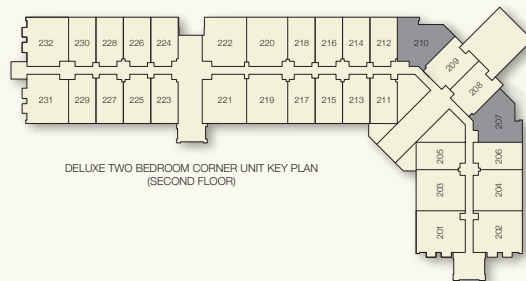 232 230 228 226 224 222 220 218 216 214 212 210
209
208
231 229 227 225 223 221 219 217 215 213 211
207
DELUXE TWO BEDROOM CORNER UNIT KEY PLAN
(SECOND FLOOR)
205 206
203 204
201 202